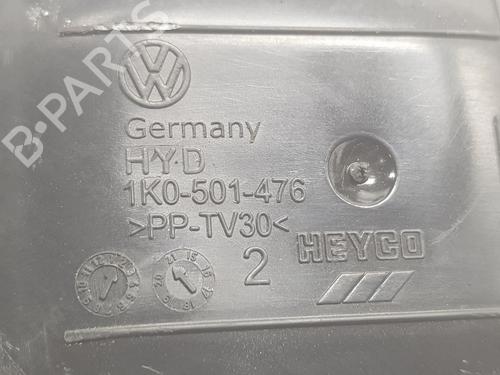 VW
Germany
HYD
1K0-501-476
>PP-TV30<
2
HEYCO
B-PARTS